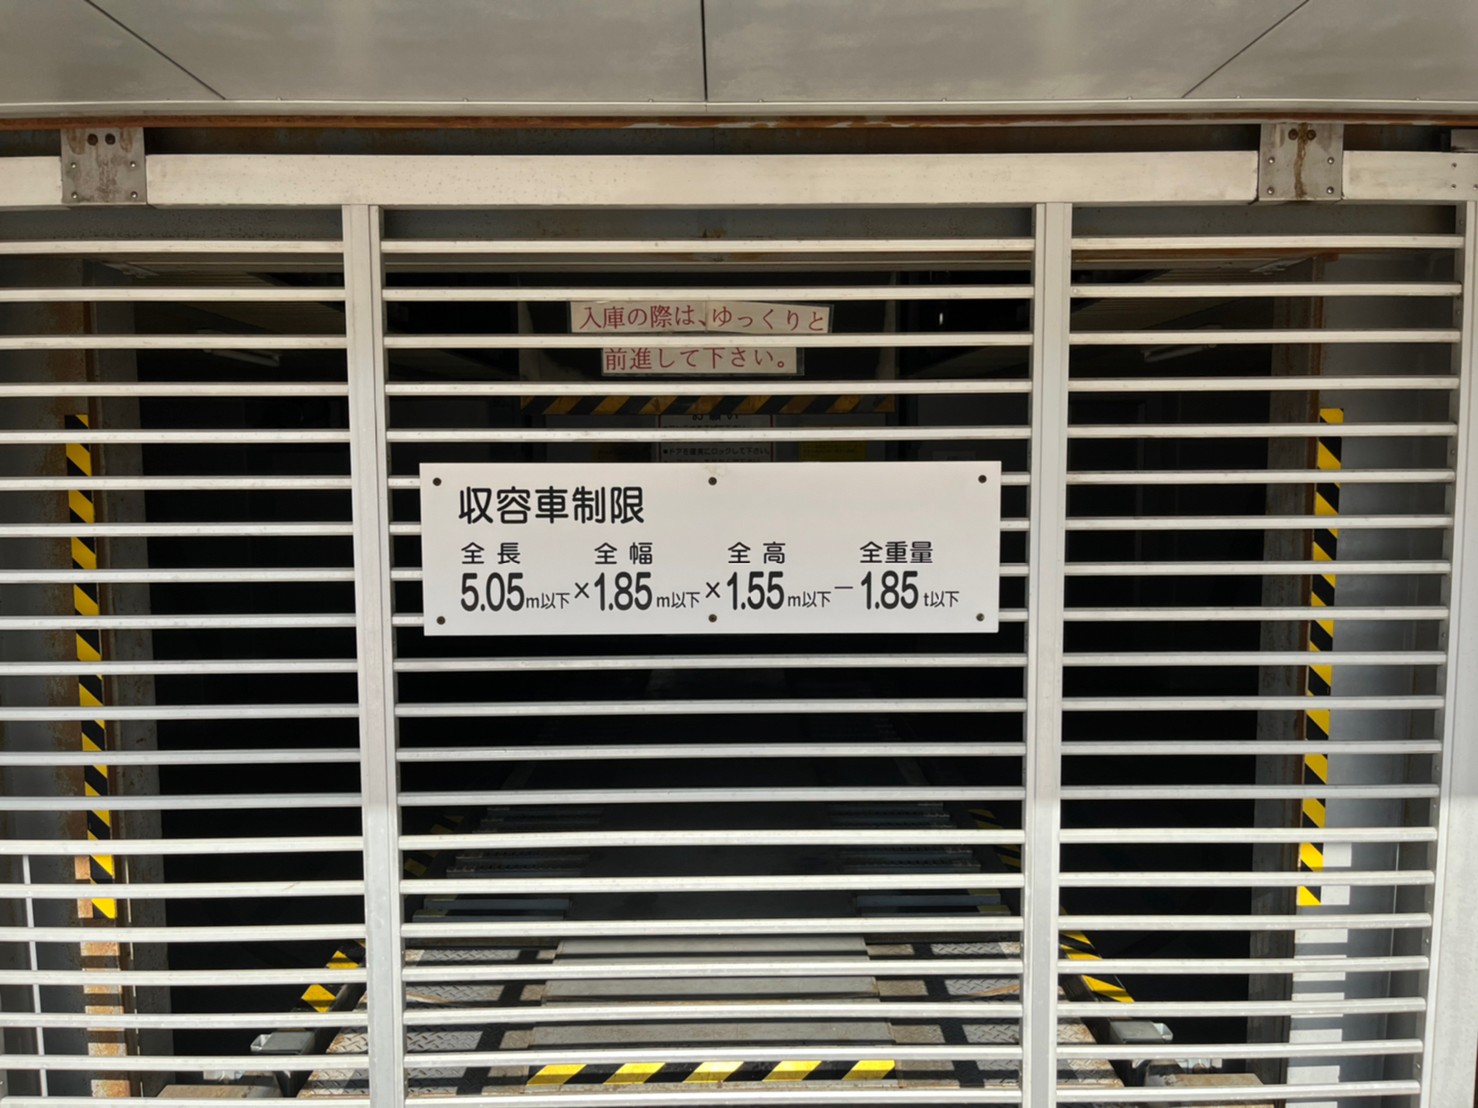 入庫の際は、ゆっくりと
前進して下さい。
収容車制限
全長 全幅 全高 全重量
5.05m以下×1.85m以下×1.55m以下－1.85t以下